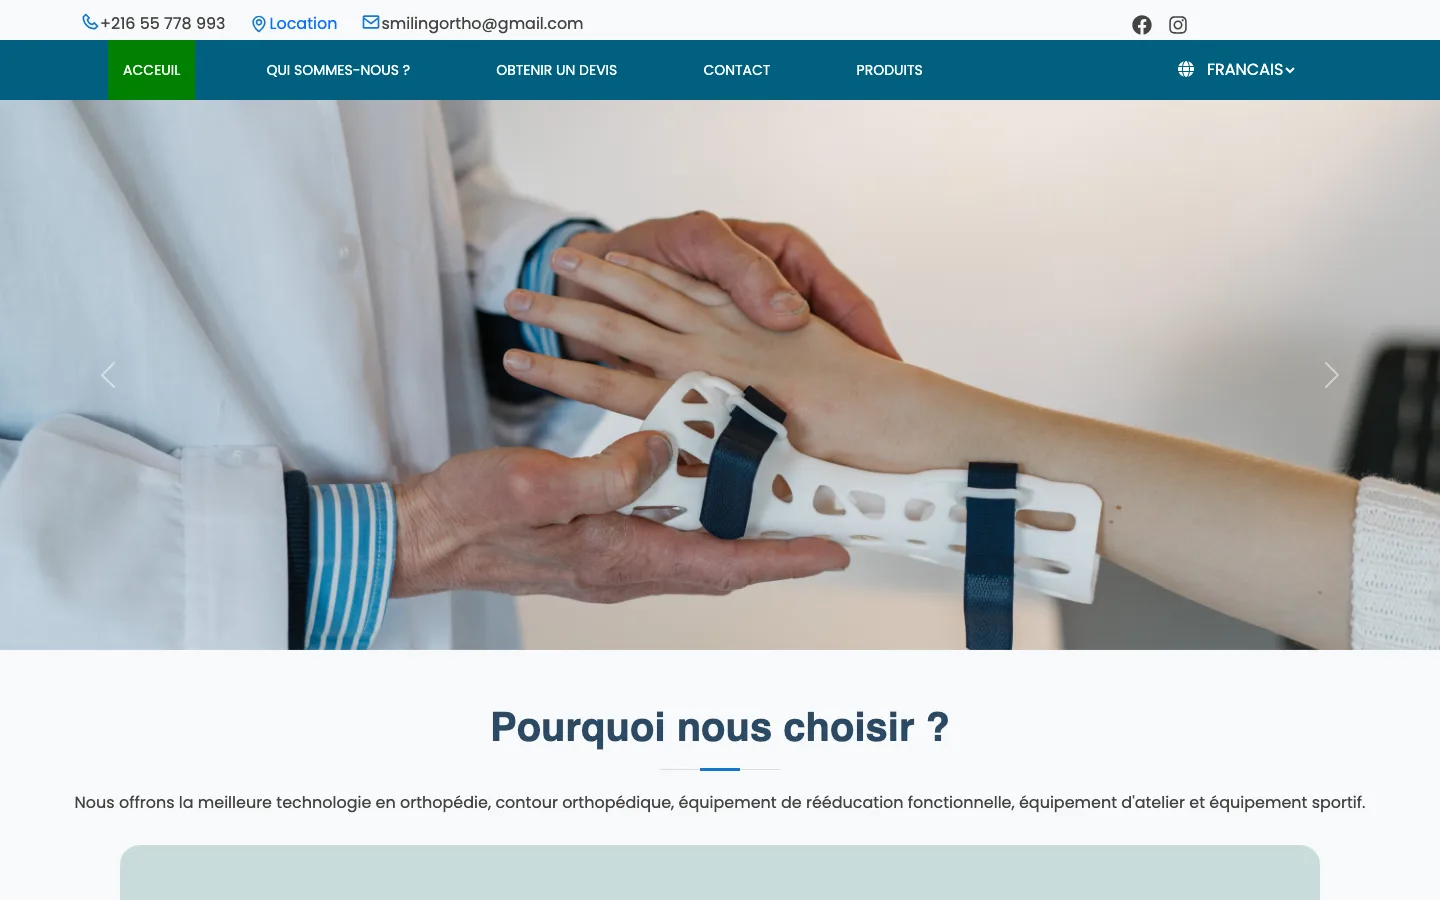 +216 55 778 993 Location smilingortho@gmail.com
ACCEUIL QUI SOMMES-NOUS ? OBTENIR UN DEVIS CONTACT PRODUITS FRANCAIS
Pourquoi nous choisir ?
Nous offrons la meilleure technologie en orthopédie, contour orthopédique, équipement de rééducation fonctionnelle, équipement d'atelier et équipement sportif.